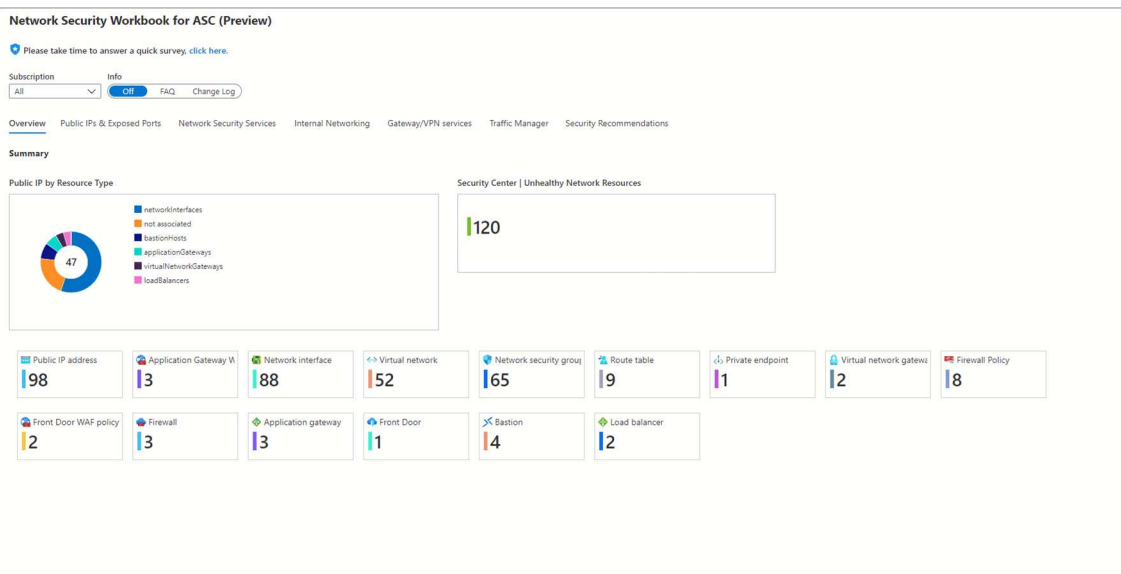 Network Security Workbook for ASC (Preview)
Please take time to answer a quick survey, click here.
Subscription
Info
All
Off
FAQ
Change Log
Overview
Public IPs & Exposed Ports
Network Security Services
Internal Networking
Gateway/VPN services
Traffic Manager
Security Recommendations
Summary
Public IP by Resource Type
47
networkInterfaces
not associated
bastionHosts
applicationGateways
virtualNetworkGateways
loadBalancers
Security Center | Unhealthy Network Resources
120
Public IP address
98
Application Gateway W
3
Network interface
88
Virtual network
52
Network security group
65
Route table
9
Private endpoint
1
Virtual network gatewa
2
Firewall Policy
8
Front Door WAF policy
2
Firewall
3
Application gateway
3
Front Door
1
Bastion
4
Load balancer
2